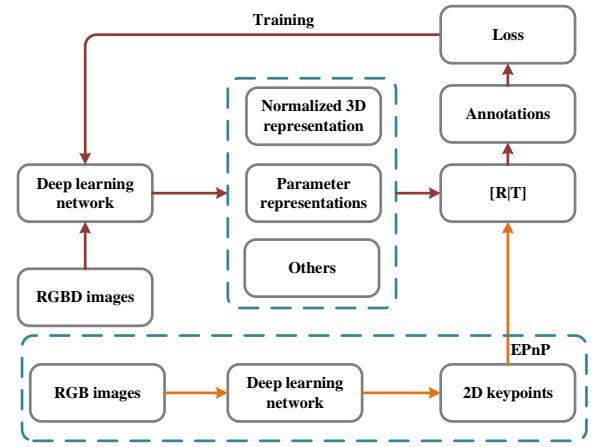 Training
Loss
Normalized 3D
representation
Annotations
Deep learning
network
Parameter
representations
[R|T]
Others
RGBD images
EPnP
RGB images
Deep learning
network
2D keypoints